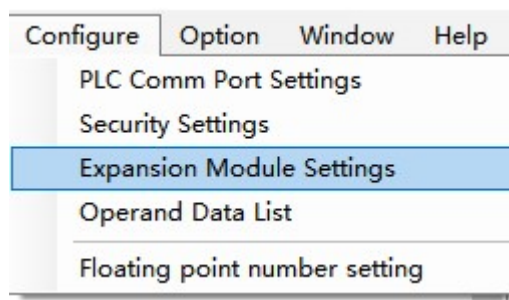 Configure Option Window Help
PLC Comm Port Settings
Security Settings
Expansion Module Settings
Operand Data List
Floating point number setting